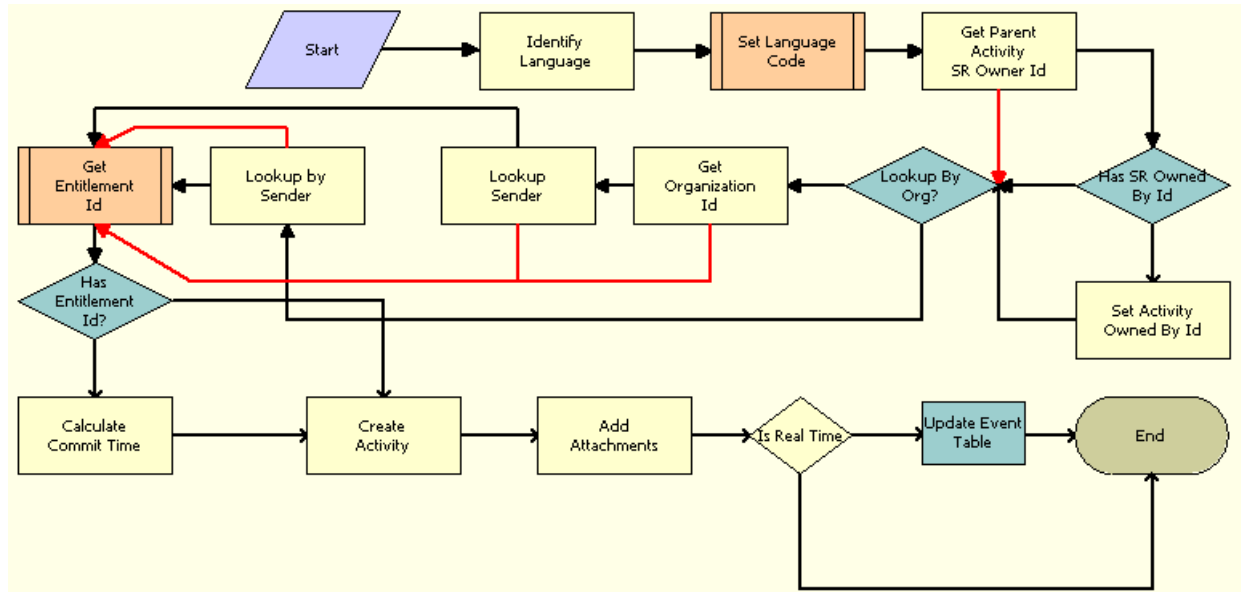 Start
Identify
Language
Set Language
Code
Get Parent
Activity
SR Owner Id
Get
Entitlement
Id
Lookup by
Sender
Lookup
Sender
Get
Organization
Id
Lookup By
Org?
Has SR Owned
By Id
Has
Entitlement
Id?
Set Activity
Owned By Id
Calculate
Commit Time
Create
Activity
Add
Attachments
Is Real Time
Update Event
Table
End